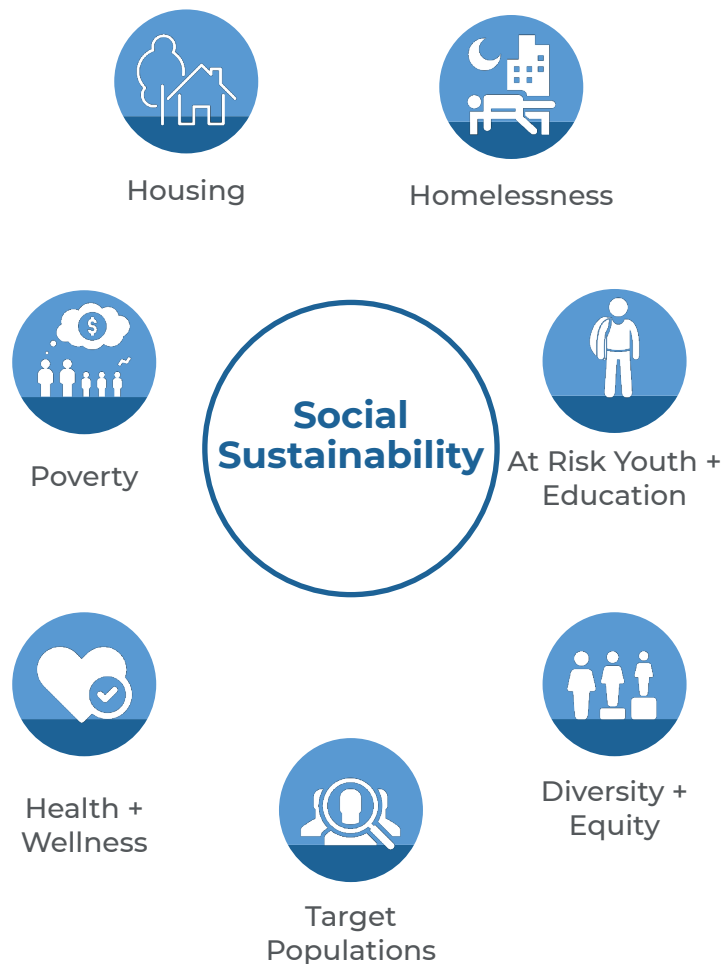 Housing
Homelessness
$
Poverty
Social
Sustainability
At Risk Youth +
Education
Health +
Wellness
Diversity +
Equity
Target
Populations